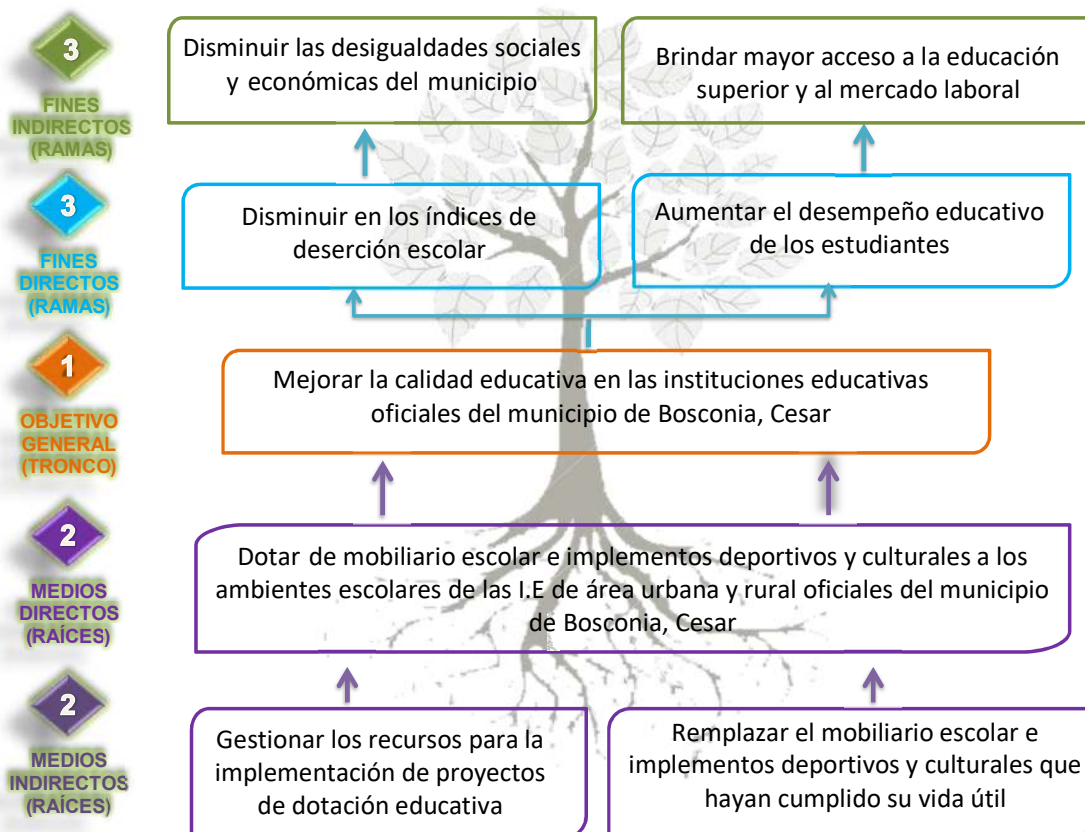 3
FINES
INDIRECTOS
(RAMAS)
Disminuir las desigualdades sociales
y económicas del municipio
Brindar mayor acceso a la educación
superior y al mercado laboral
3
FINES
DIRECTOS
(RAMAS)
Disminuir en los índices de
deserción escolar
Aumentar el desempeño educativo
de los estudiantes
1
OBJETIVO
GENERAL
(TRONCO)
Mejorar la calidad educativa en las instituciones educativas
oficiales del municipio de Bosconia, Cesar
2
MEDIOS
DIRECTOS
(RAÍCES)
Dotar de mobiliario escolar e implementos deportivos y culturales a los
ambientes escolares de las I.E de área urbana y rural oficiales del municipio
de Bosconia, Cesar
2
MEDIOS
INDIRECTOS
(RAÍCES)
Gestionar los recursos para la
implementación de proyectos
de dotación educativa
Remplazar el mobiliario escolar e
implementos deportivos y culturales que
hayan cumplido su vida útil